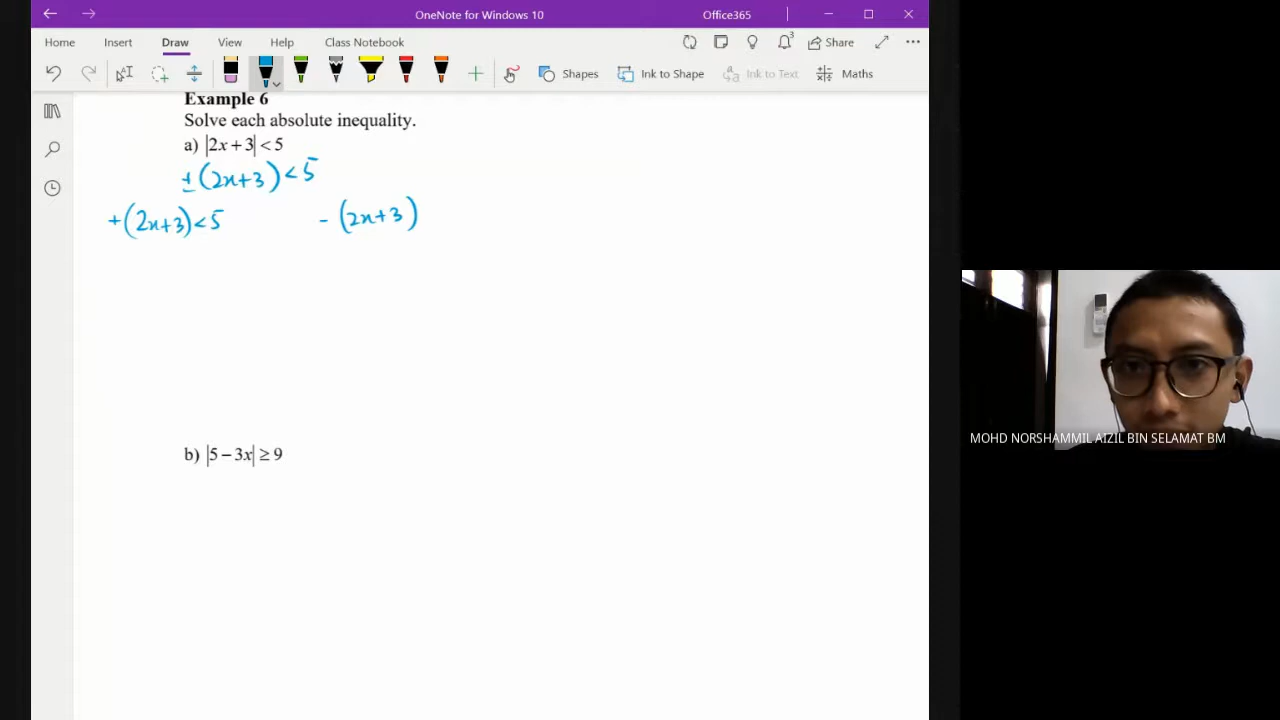 OneNote for Windows 10
Office365
Home
Insert
Draw
View
Help
Class Notebook
3
Share
Shapes
Ink to Shape
Ink to Text
Maths
Example 6
Solve each absolute inequality.
a) |2x + 3| < 5
± (2x+3) < 5
+(2x+3) < 5
- (2x+3)
b) |5 − 3x| ≥ 9
MOHD NORSHAMMIL AIZIL BIN SELAMAT BM